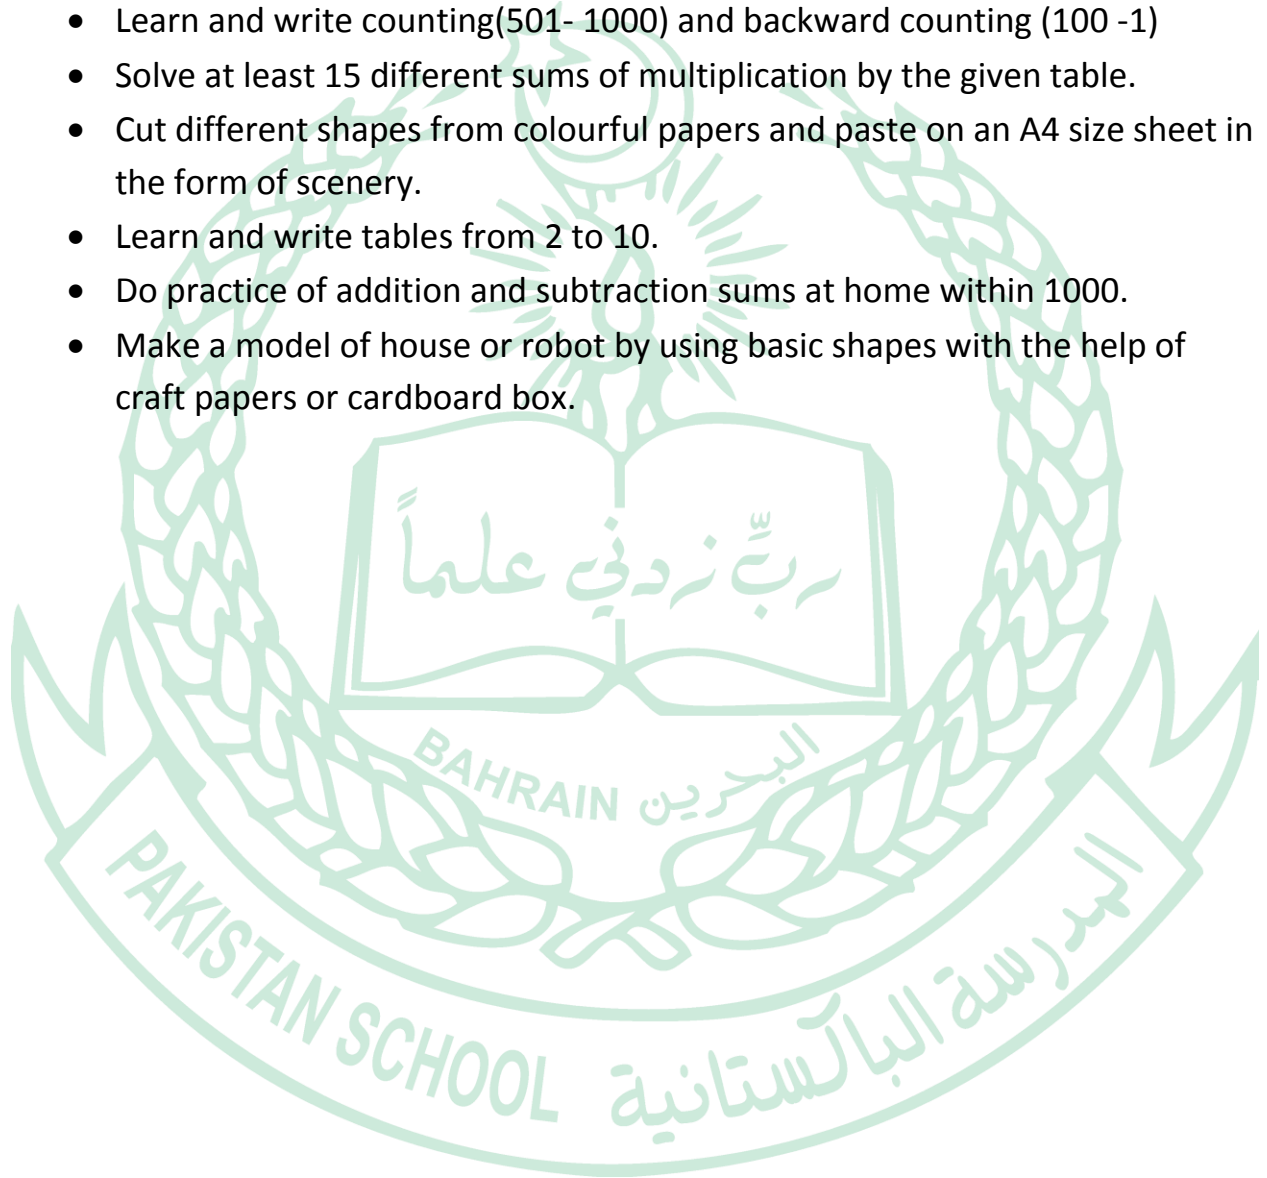 • Learn and write counting(501- 1000) and backward counting (100 -1)
• Solve at least 15 different sums of multiplication by the given table.
• Cut different shapes from colourful papers and paste on an A4 size sheet in
the form of scenery.
• Learn and write tables from 2 to 10.
• Do practice of addition and subtraction sums at home within 1000.
• Make a model of house or robot by using basic shapes with the help of
craft papers or cardboard box.
ربِّ زدني علماً
BAHRAIN البحرين
PAKISTAN SCHOOL المدرسة الباكستانية